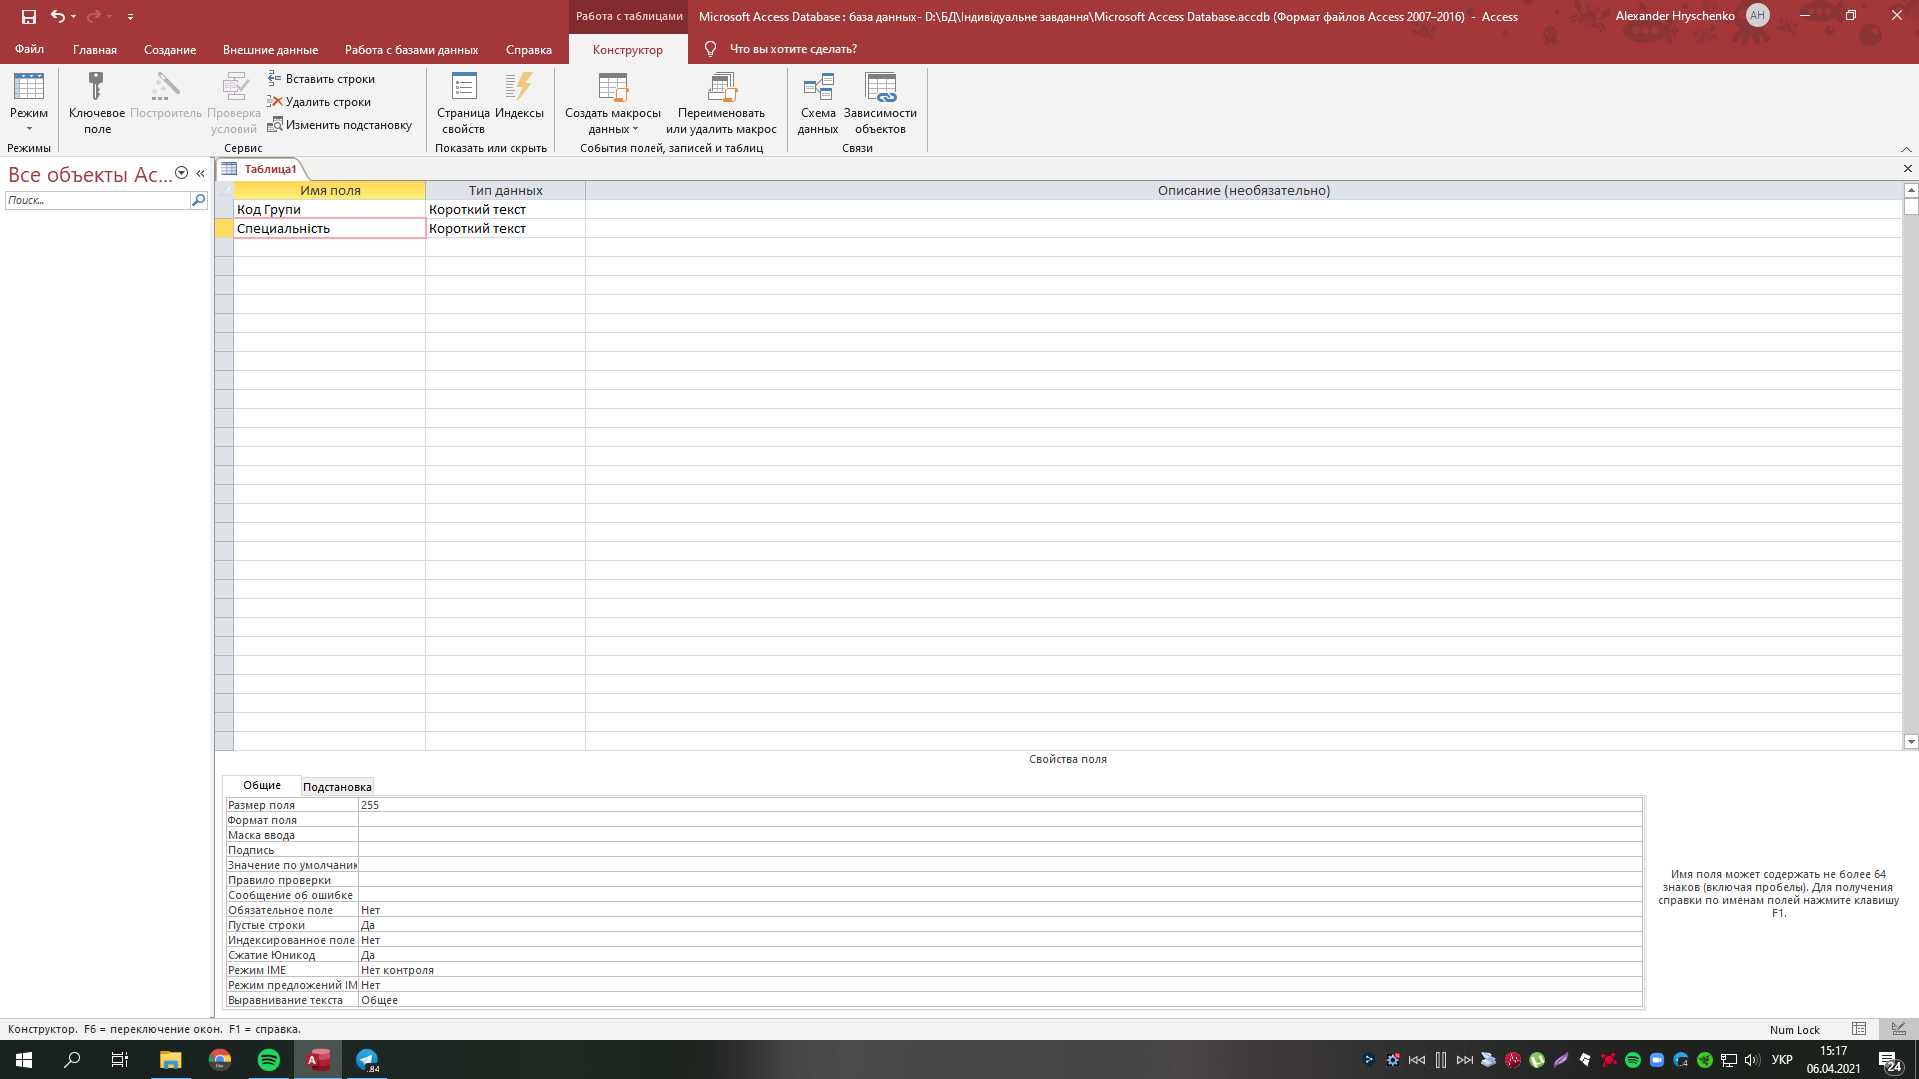 Работа с таблицами
Microsoft Access Database : база данных- D:\БД\Індивідуальне завдання\Microsoft Access Database.accdb (Формат файлов Access 2007–2016)  -  Access
Alexander Hryschenko
AH
Файл
Главная
Создание
Внешние данные
Работа с базами данных
Справка
Конструктор
Что вы хотите сделать?
Режим
Режимы
Ключевое поле
Построитель
Проверка условий
Вставить строки
Удалить строки
Изменить подстановку
Сервис
Страница свойств
Индексы
Показать или скрыть
Создать макросы данных
Переименовать или удалить макрос
События полей, записей и таблиц
Схема данных
Зависимости объектов
Связи
Все объекты Ac...
Поиск...
Таблица1
Имя поля
Тип данных
Описание (необязательно)
Код Групи
Короткий текст
Специальність
Короткий текст
Свойства поля
Общие
Подстановка
Размер поля
255
Формат поля
Маска ввода
Подпись
Значение по умолчани
Правило проверки
Сообщение об ошибке
Обязательное поле
Нет
Пустые строки
Да
Индексированное поле
Нет
Сжатие Юникод
Да
Режим IME
Нет контроля
Режим предложений IM
Нет
Выравнивание текста
Общее
Имя поля может содержать не более 64
знаков (включая пробелы). Для получения
справки по именам полей нажмите клавишу
F1.
Конструктор.  F6 = переключение окон.  F1 = справка.
Num Lock
Dev
A
84
4
УКР
15:17
06.04.2021
24